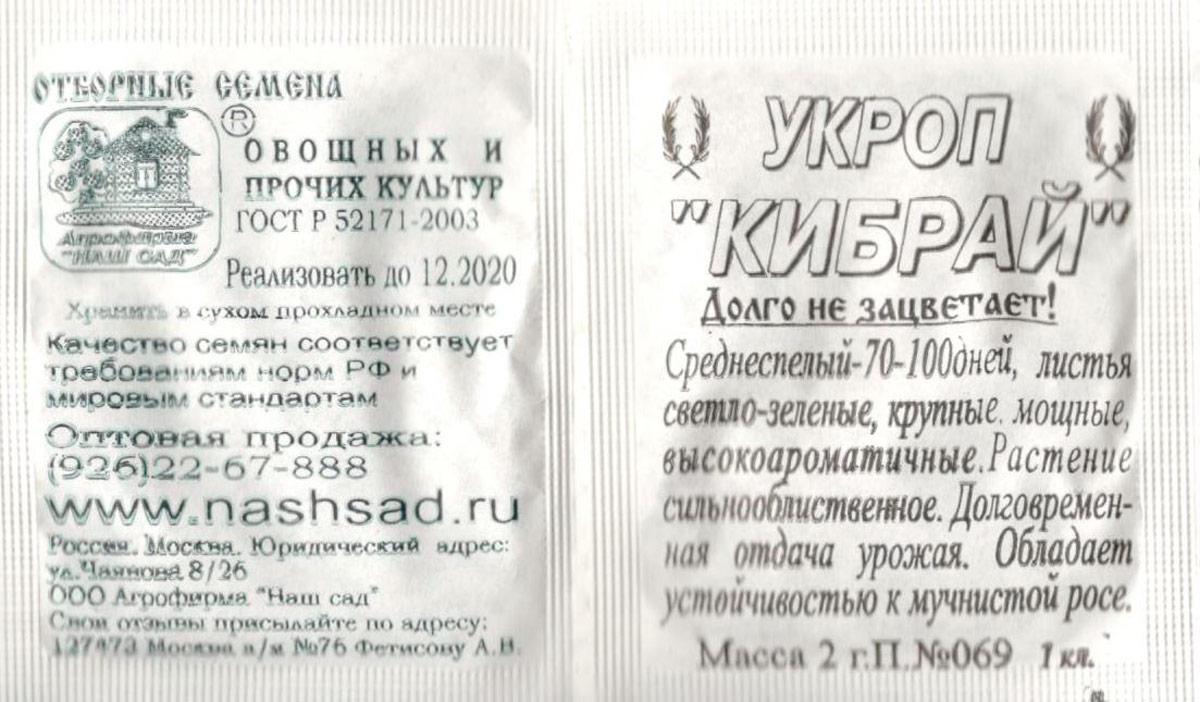 ОТБОРНЫЕ СЕМЕНА
®
ОВОЩНЫХ И
ПРОЧИХ КУЛЬТУР
ГОСТ Р 52171-2003
Агрофирма
"НАШ САД"
Реализовать до 12.2020
Хранить в сухом прохладном месте
Качество семян соответствует
требованиям норм РФ и
мировым стандартам
Оптовая продажа:
(926)22-67-888
www.nashsad.ru
Россия. Москва. Юридический адрес:
ул.Чаянова 8/26
ООО Агрофирма "Наш сад"
Свои отзывы присылайте по адресу:
127473 Москва а/я №76 Фетисову А.В.
УКРОП
"КИБРАЙ"
Долго не зацветает!
Среднеспелый-70-100дней, листья
светло-зеленые, крупные. мощные,
высокоароматичные.Растение
сильнооблиственное. Долговремен-
ная отдача урожая. Обладает
устойчивостью к мучнистой росе.
Масса 2 г.П.№069 1 кл.